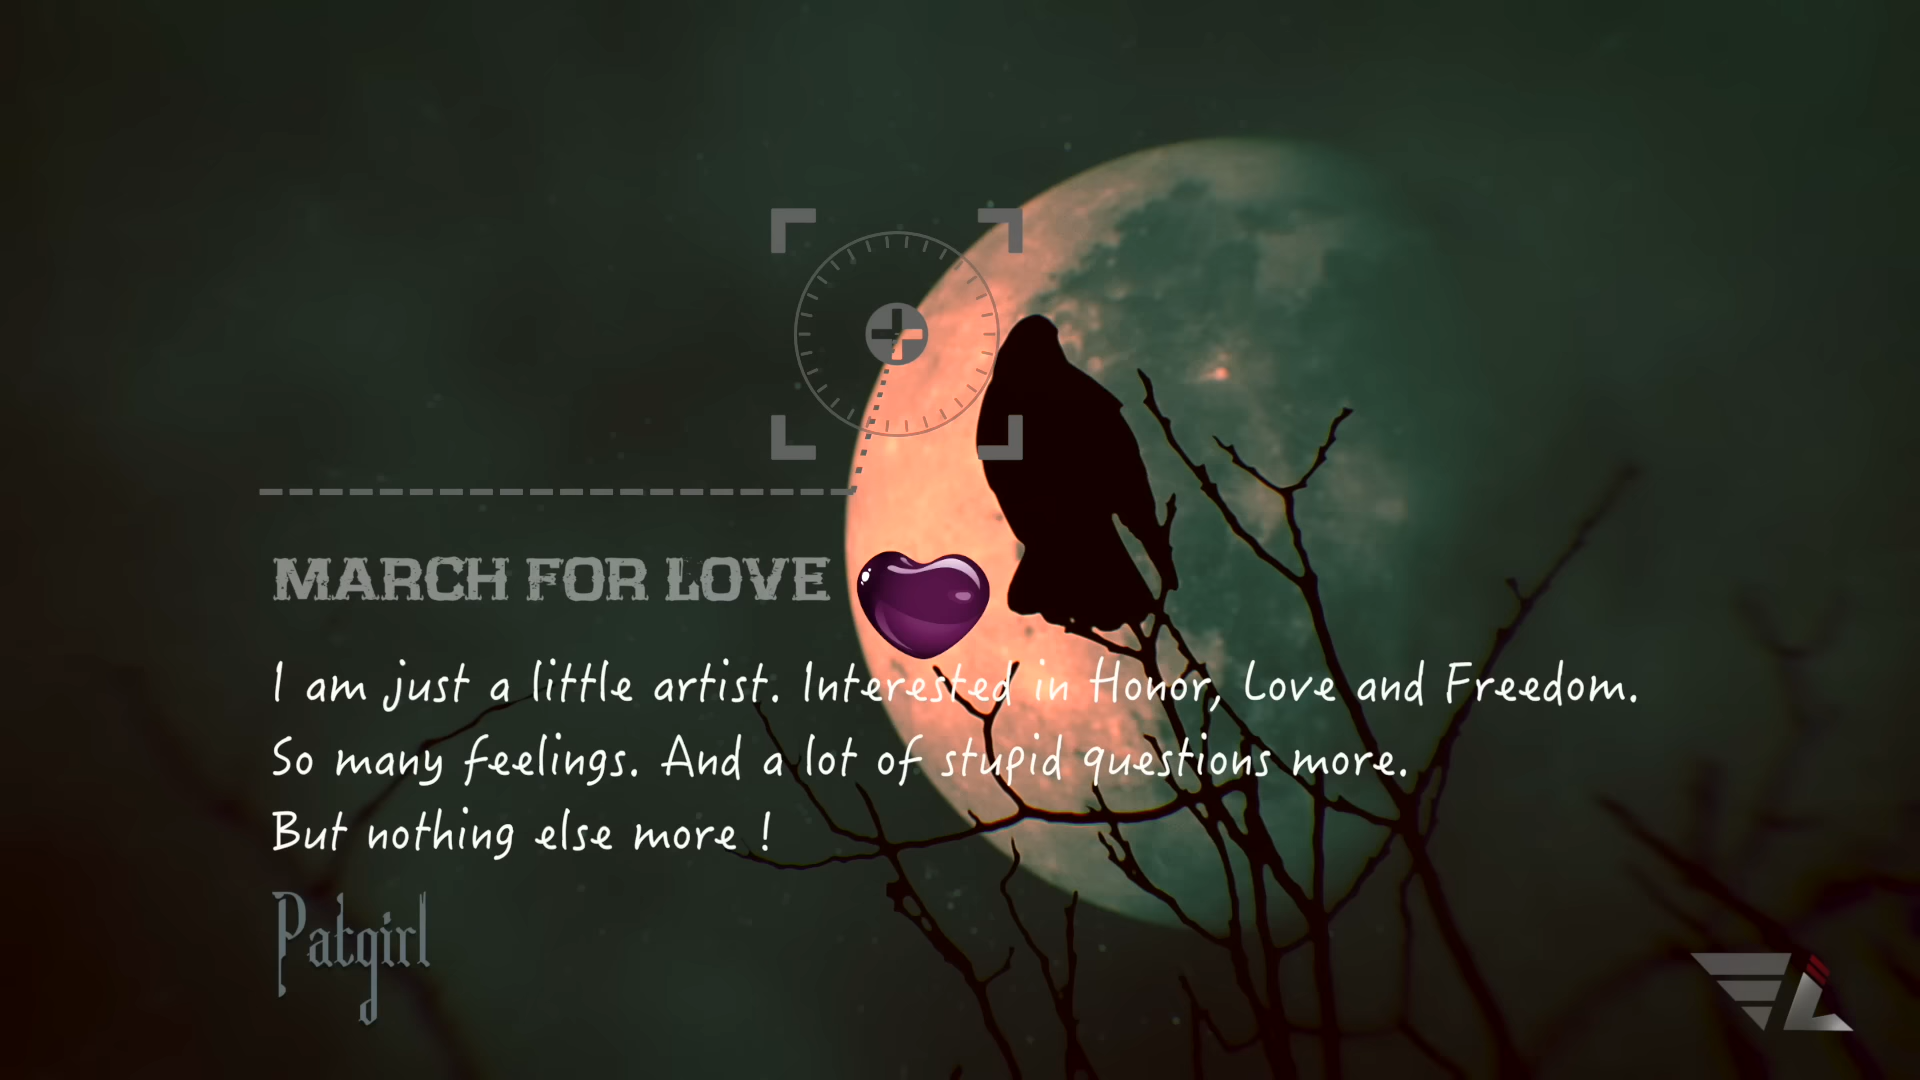 MARCH FOR LOVE
I am just a little artist. Interested in Honor, Love and Freedom.
So many feelings. And a lot of stupid questions more.
But nothing else more !
Patgirl